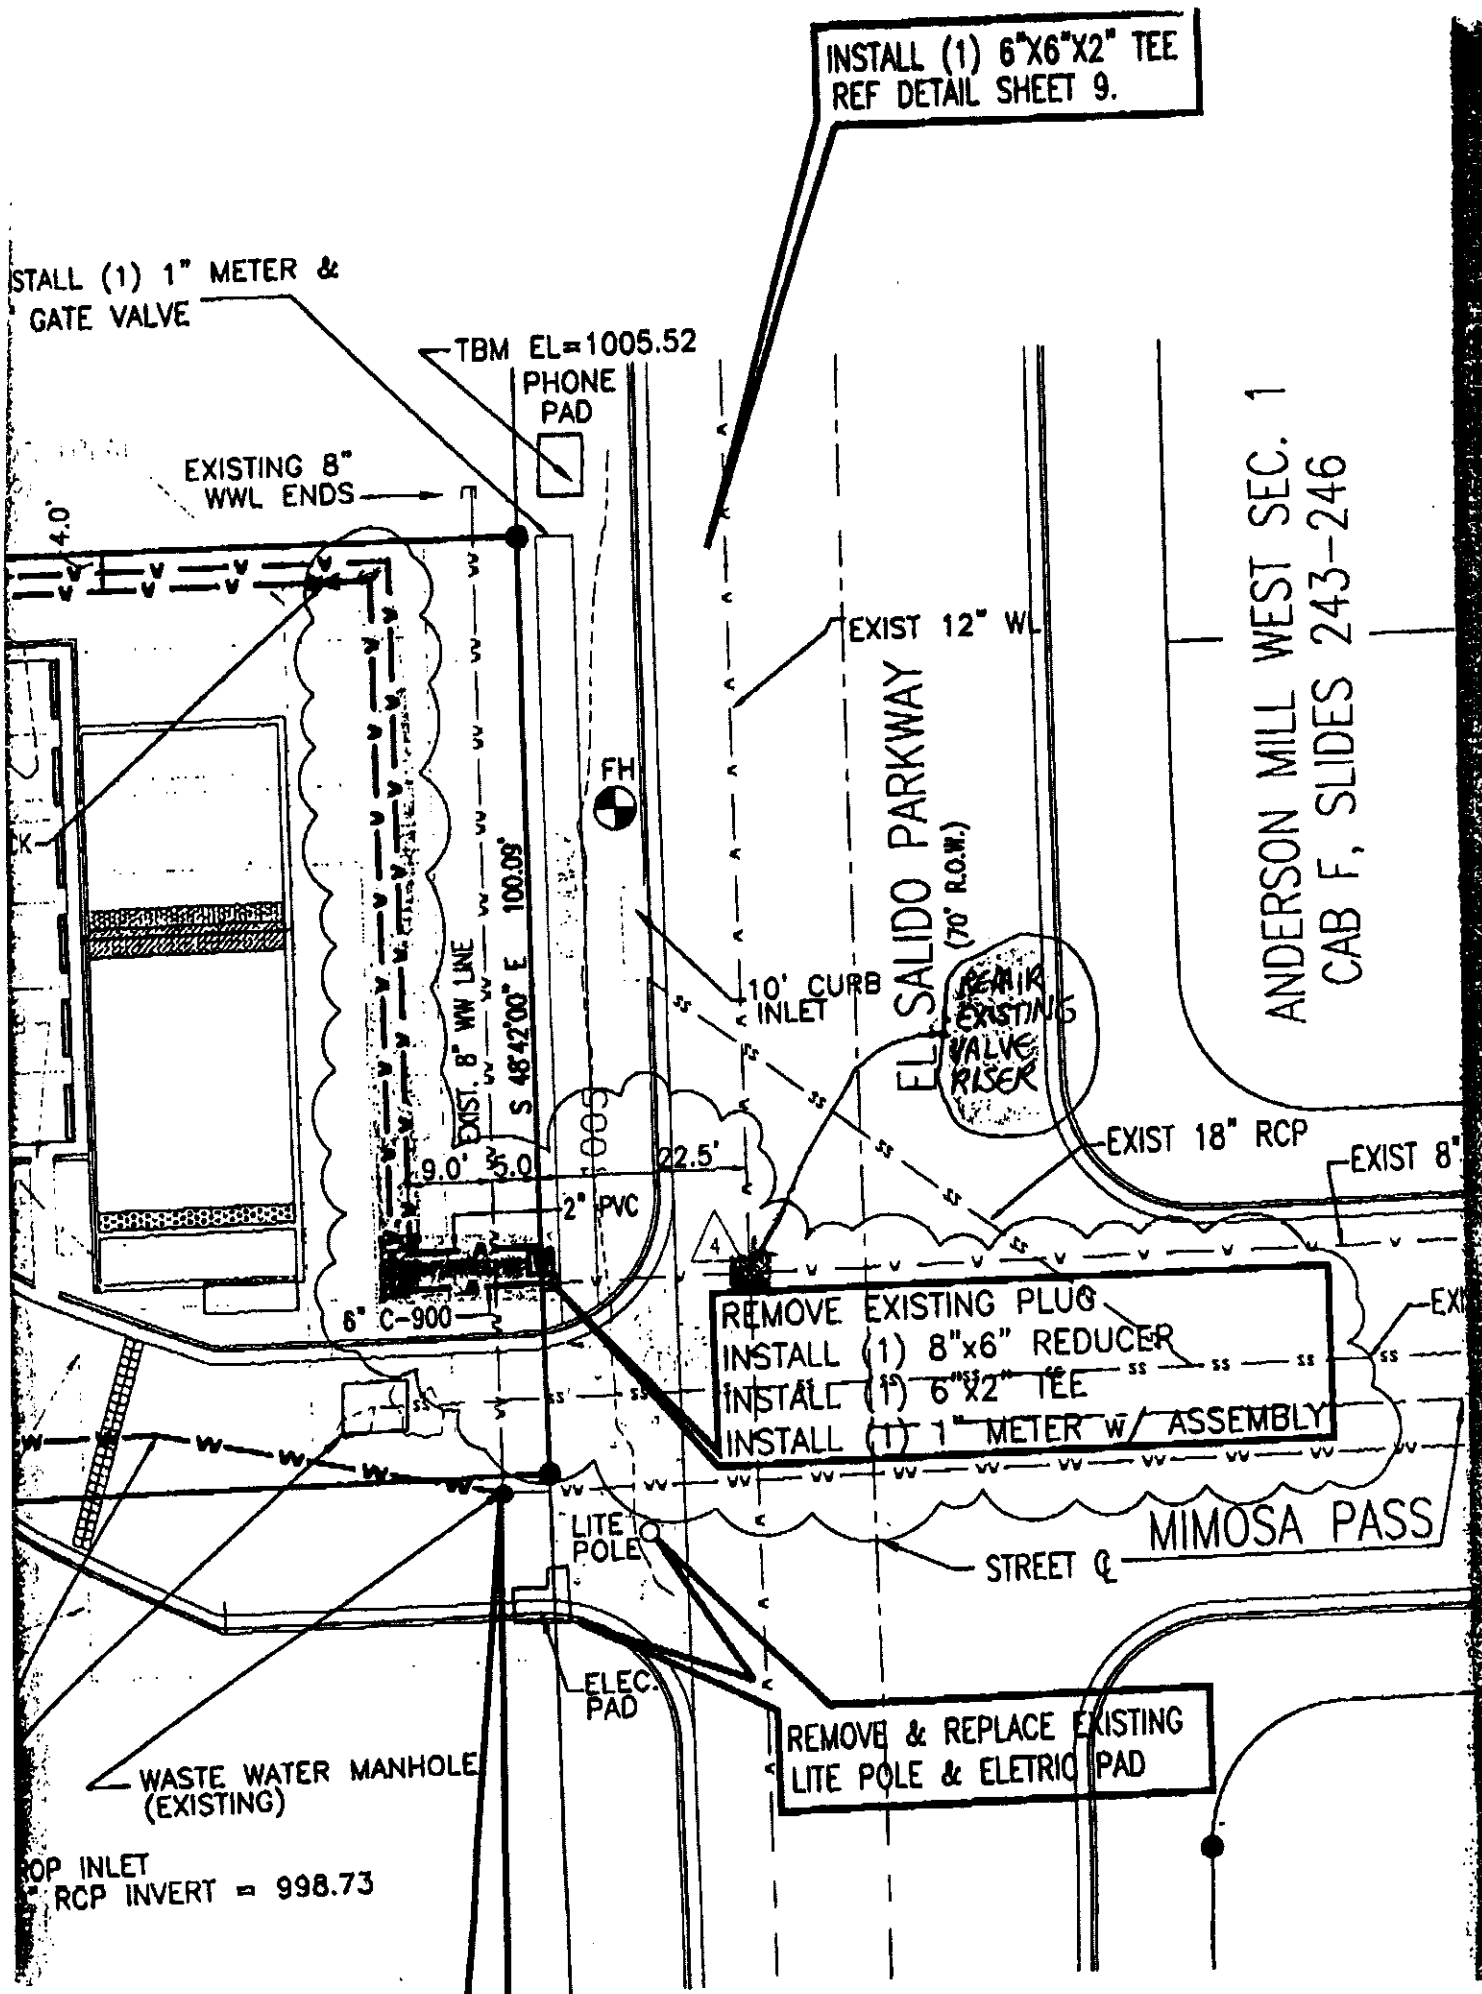 INSTALL (1) 6"X6"X2" TEE
REF DETAIL SHEET 9.
STALL (1) 1" METER &
GATE VALVE
TBM EL=1005.52
PHONE
PAD
EXISTING 8"
WWL ENDS
4.0'
EXIST 12" WL
ANDERSON MILL WEST SEC. 1
CAB F, SLIDES 243-246
EL SALIDO PARKWAY
(70' R.O.W.)
FH
CK
EXIST. 8" WW LINE
S 48°42'00" E 100.09'
10' CURB
INLET
REPAIR
EXISTING
VALVE
RISER
1005
EXIST 18" RCP
EXIST 8"
9.0'
5.0
22.5'
2" PVC
4
6" C-900
REMOVE EXISTING PLUG
INSTALL (1) 8"x6" REDUCER
INSTALL (1) 6"X2" TEE
INSTALL (1) 1" METER W/ ASSEMBLY
EXI
MIMOSA PASS
STREET ℄
LITE
POLE
ELEC.
PAD
REMOVE & REPLACE EXISTING
LITE POLE & ELETRIC PAD
WASTE WATER MANHOLE
(EXISTING)
OP INLET
" RCP INVERT = 998.73